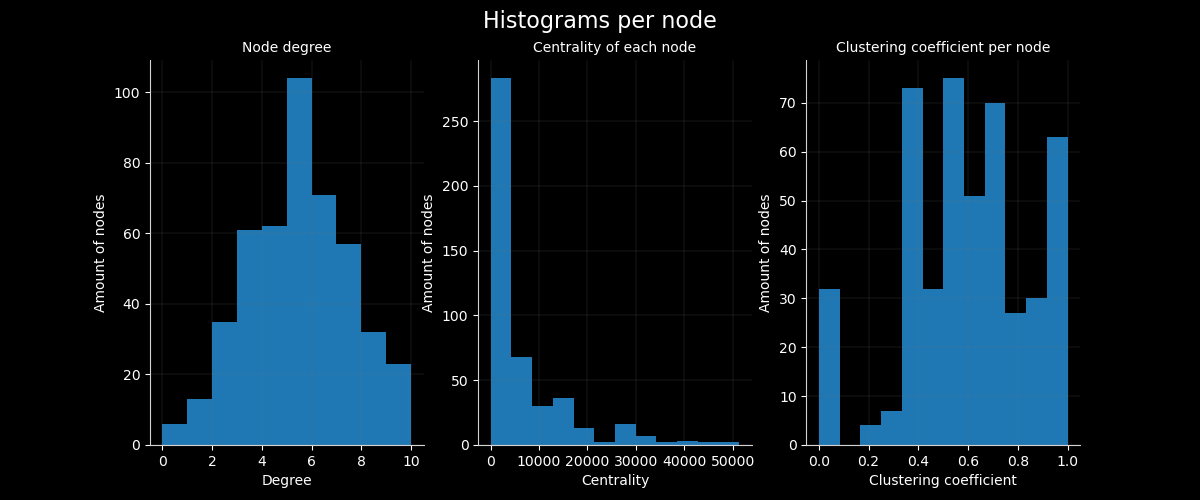 Histograms per node
Node degree
Amount of nodes
100
80
60
40
20
0
0 2 4 6 8 10
Degree
Centrality of each node
Amount of nodes
250
200
150
100
50
0
0 10000 20000 30000 40000 50000
Centrality
Clustering coefficient per node
Amount of nodes
70
60
50
40
30
20
10
0
0.0 0.2 0.4 0.6 0.8 1.0
Clustering coefficient